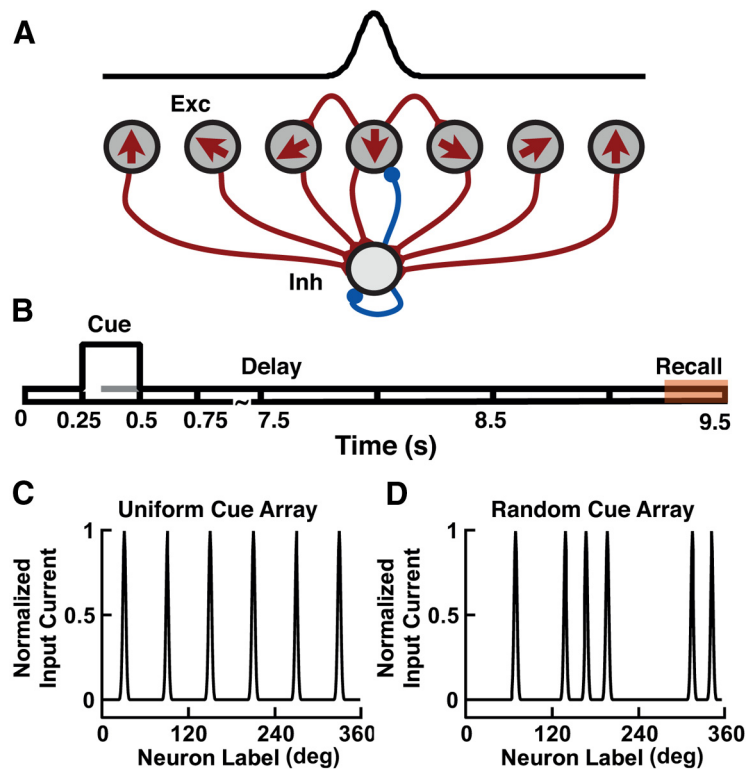 A
Exc
Inh
B
Cue
Delay
Recall
0 0.25 0.5 0.75 ~ 7.5 8.5 9.5
Time (s)
C
Uniform Cue Array
Normalized
Input Current
1
0.5
0
0 120 240 360
Neuron Label (deg)
D
Random Cue Array
Normalized
Input Current
1
0.5
0
0 120 240 360
Neuron Label (deg)